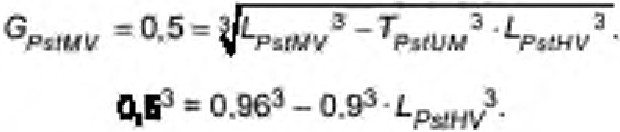 G_PstMV = 0.5 = ∛(L_PstMV³ − T_PstUM³ · L_PstHV³).
0,5³ = 0.96³ − 0.9³ · L_PstHV³.